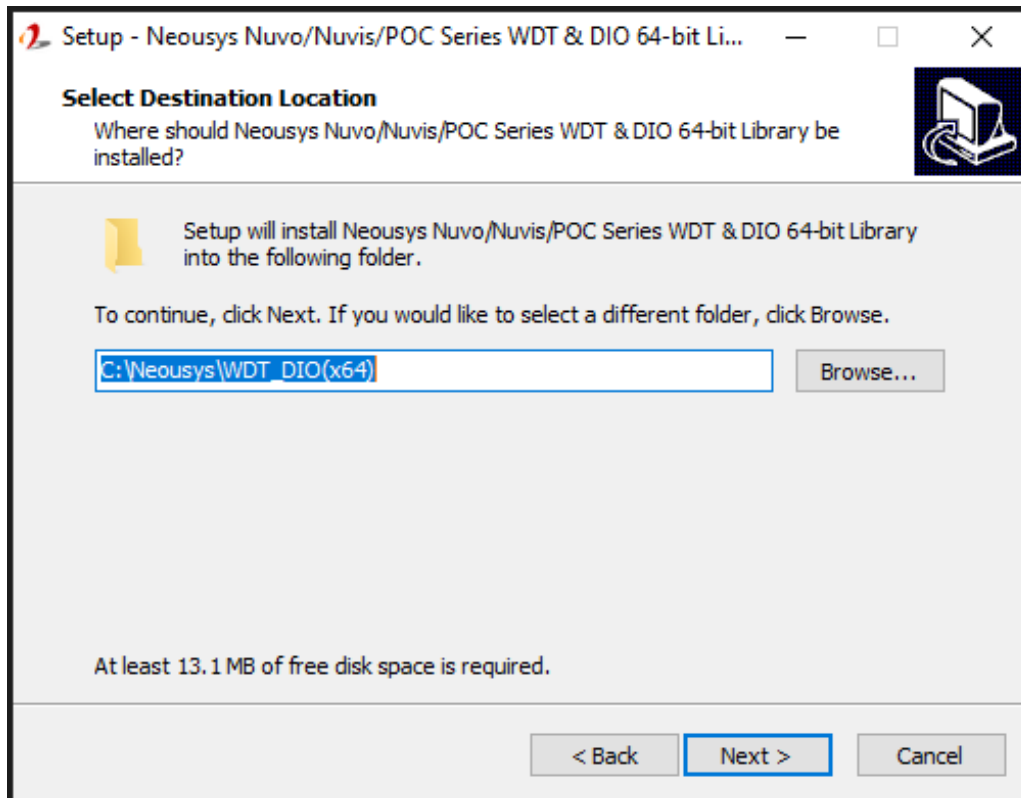 Setup - Neousys Nuvo/Nuvis/POC Series WDT & DIO 64-bit Li...
Select Destination Location
Where should Neousys Nuvo/Nuvis/POC Series WDT & DIO 64-bit Library be
installed?
Setup will install Neousys Nuvo/Nuvis/POC Series WDT & DIO 64-bit Library
into the following folder.
To continue, click Next. If you would like to select a different folder, click Browse.
C:\Neousys\WDT_DIO(x64)
Browse...
At least 13.1 MB of free disk space is required.
< Back
Next >
Cancel